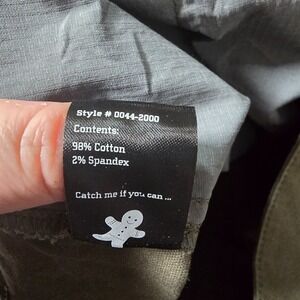 Style # 0044-2000
Contents:
98% Cotton
2% Spandex
Catch me if you can ...